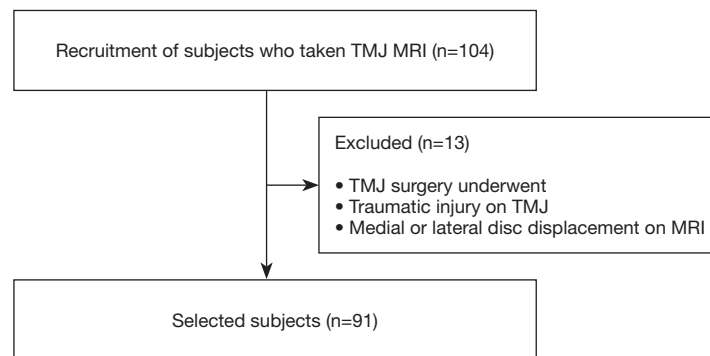 Recruitment of subjects who taken TMJ MRI (n=104)
Excluded (n=13)
• TMJ surgery underwent
• Traumatic injury on TMJ
• Medial or lateral disc displacement on MRI
Selected subjects (n=91)